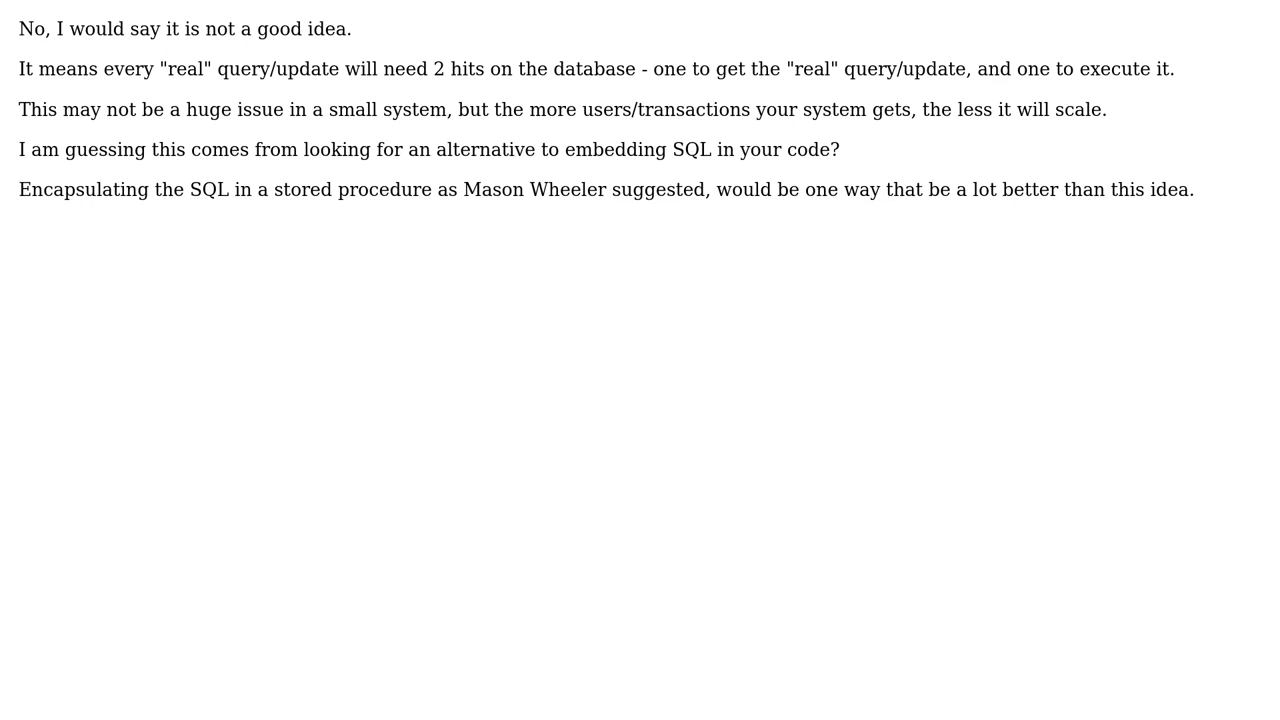 No, I would say it is not a good idea.
It means every "real" query/update will need 2 hits on the database - one to get the "real" query/update, and one to execute it.
This may not be a huge issue in a small system, but the more users/transactions your system gets, the less it will scale.
I am guessing this comes from looking for an alternative to embedding SQL in your code?
Encapsulating the SQL in a stored procedure as Mason Wheeler suggested, would be one way that be a lot better than this idea.